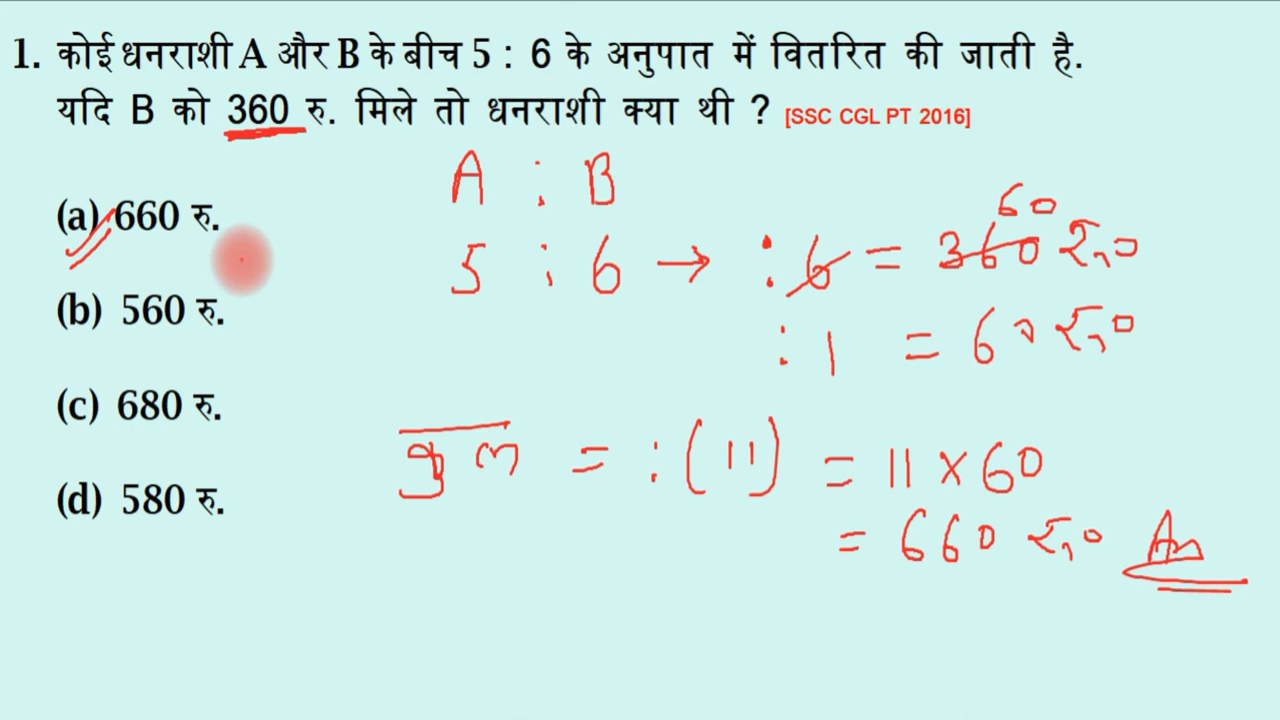 1. कोई धनराशी A और B के बीच 5 : 6 के अनुपात में वितरित की जाती है.
यदि B को 360 रु. मिले तो धनराशी क्या थी ? [SSC CGL PT 2016]
(a) 660 रु.
(b) 560 रु.
(c) 680 रु.
(d) 580 रु.
A : B
5 : 6 → : 6 = 360 रु०
60
: 1 = 60 रु०
कुल = : (11) = 11 × 60
= 660 रु० Ans